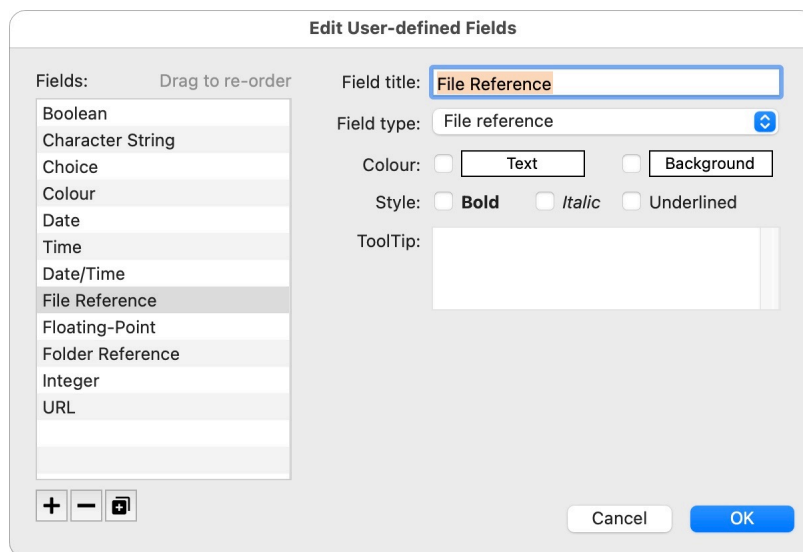 Edit User-defined Fields
Fields: Drag to re-order
Boolean
Character String
Choice
Colour
Date
Time
Date/Time
File Reference
Floating-Point
Folder Reference
Integer
URL
Field title: File Reference
Field type: File reference
Colour: Text Background
Style: Bold Italic Underlined
ToolTip:
Cancel OK